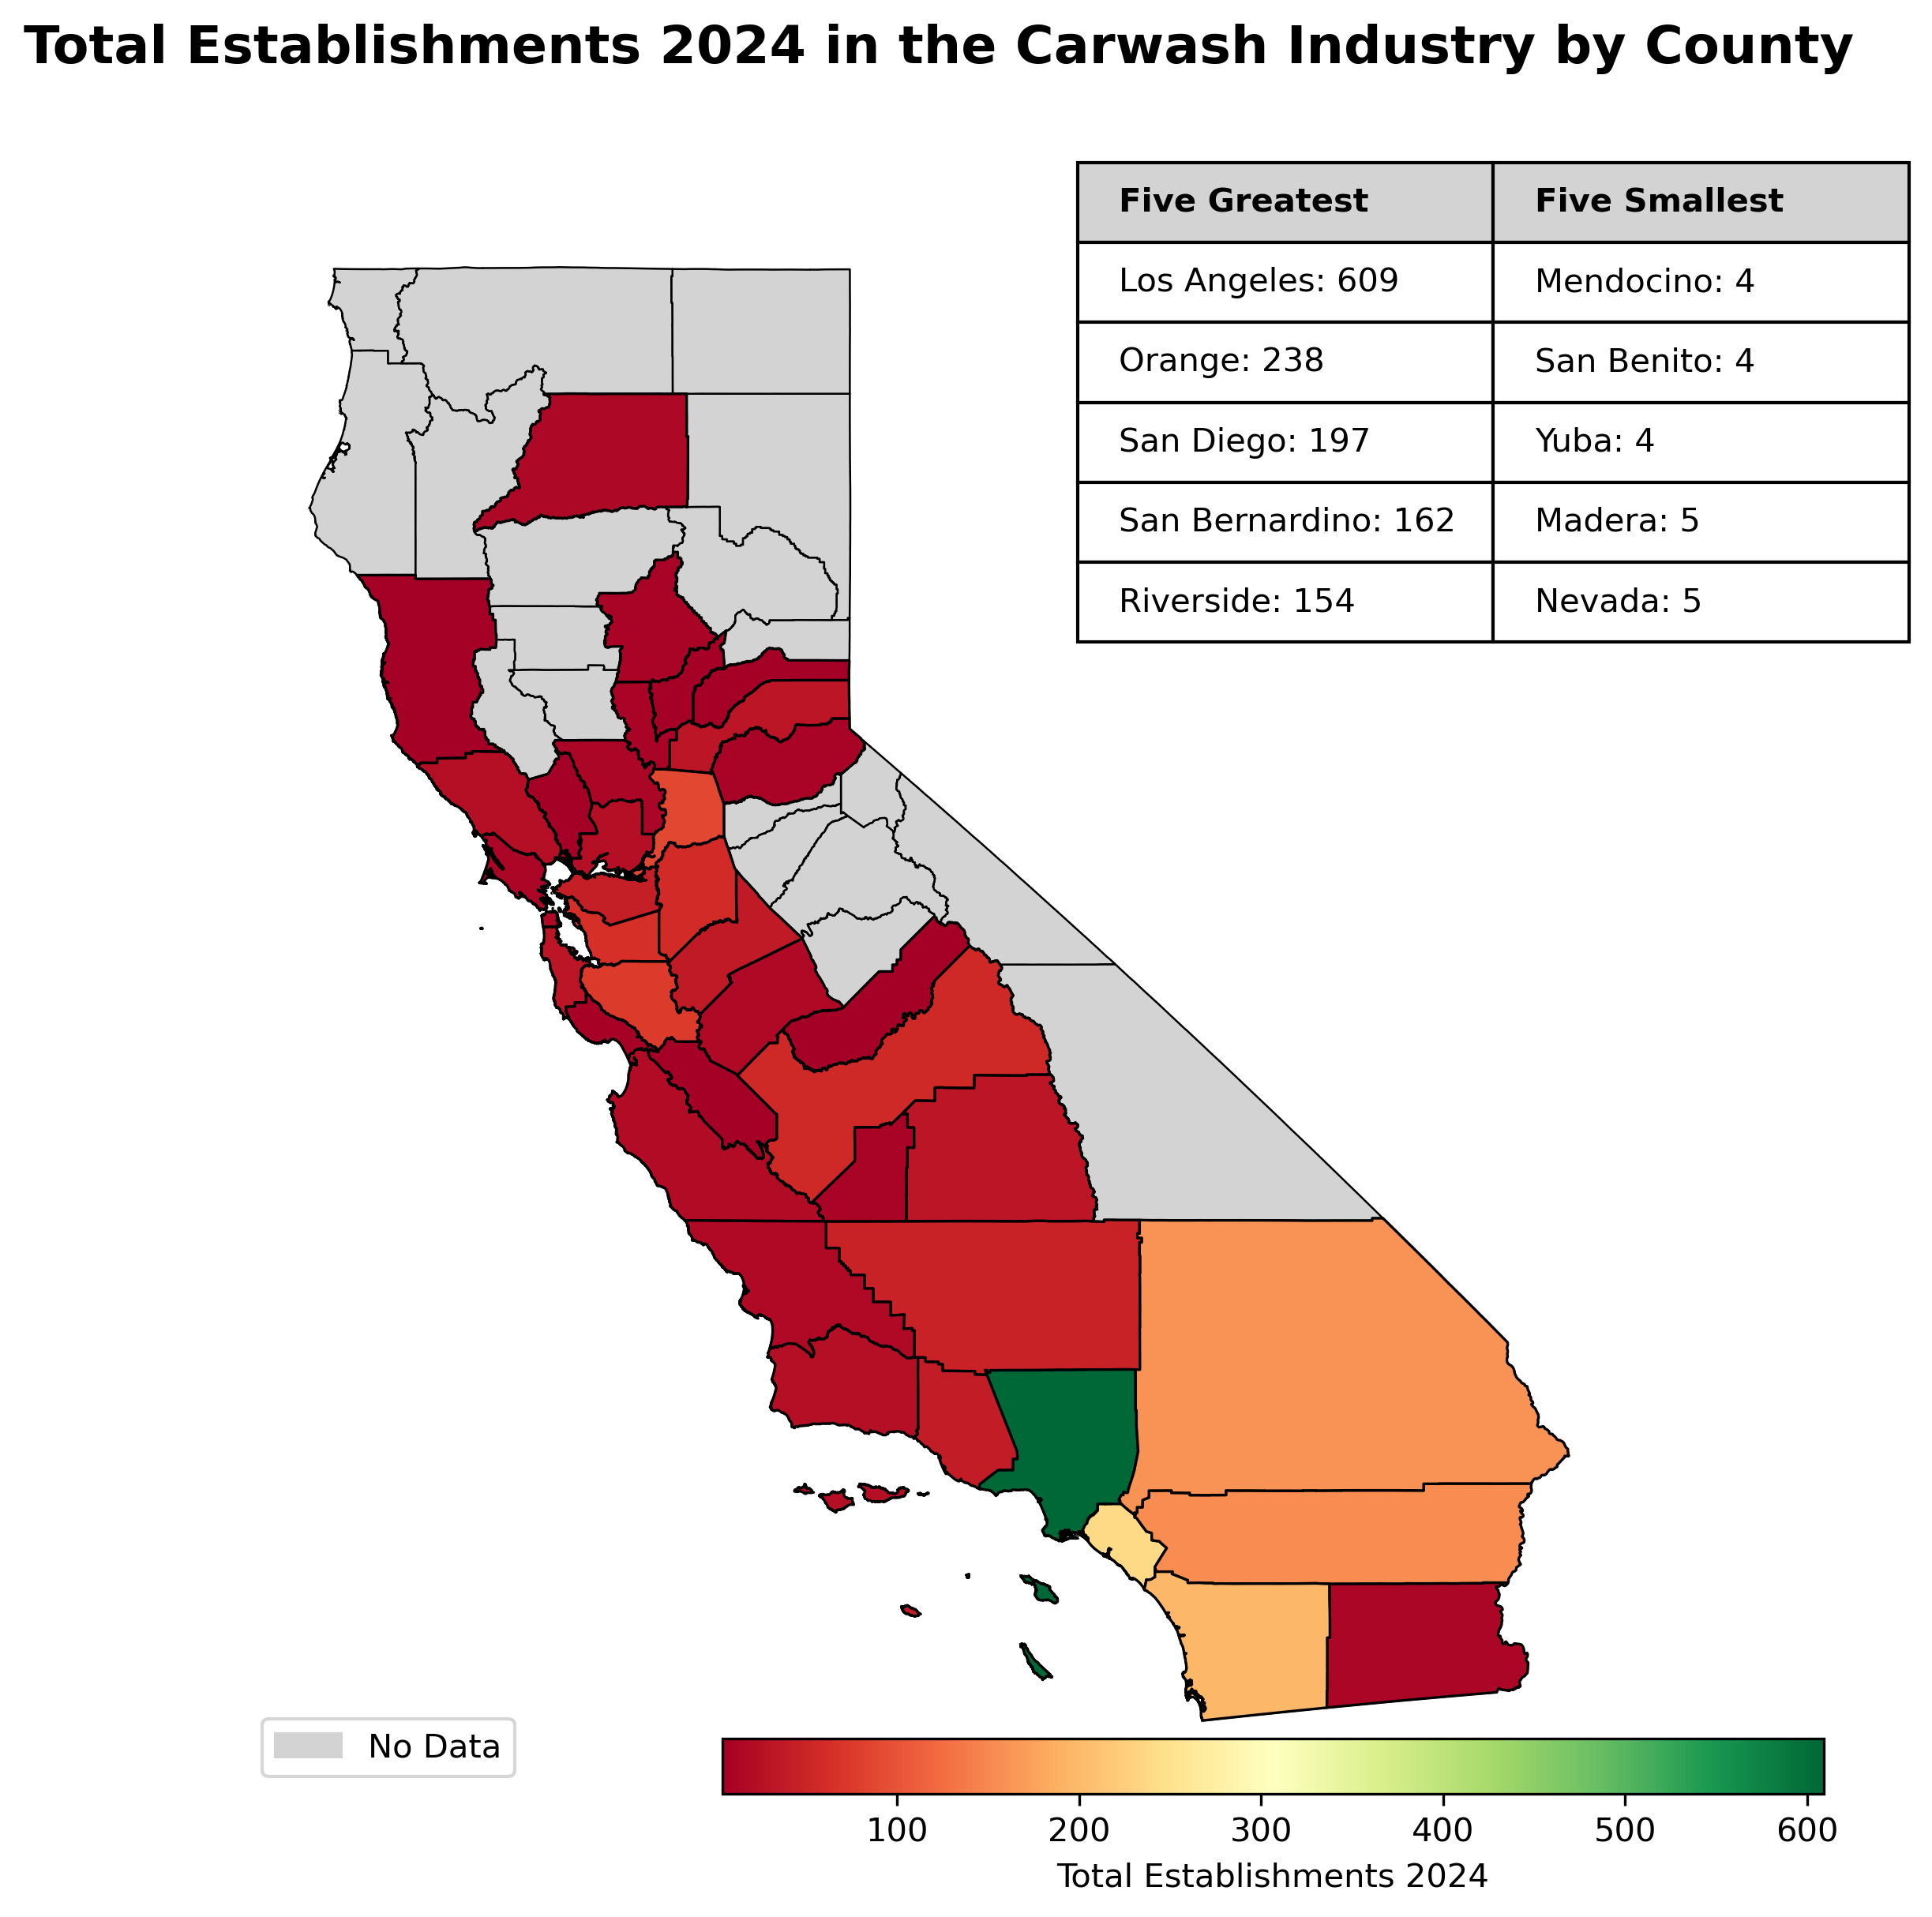 Total Establishments 2024 in the Carwash Industry by County
Five Greatest Five Smallest
Los Angeles: 609 Mendocino: 4
Orange: 238 San Benito: 4
San Diego: 197 Yuba: 4
San Bernardino: 162 Madera: 5
Riverside: 154 Nevada: 5
No Data
100 200 300 400 500 600
Total Establishments 2024